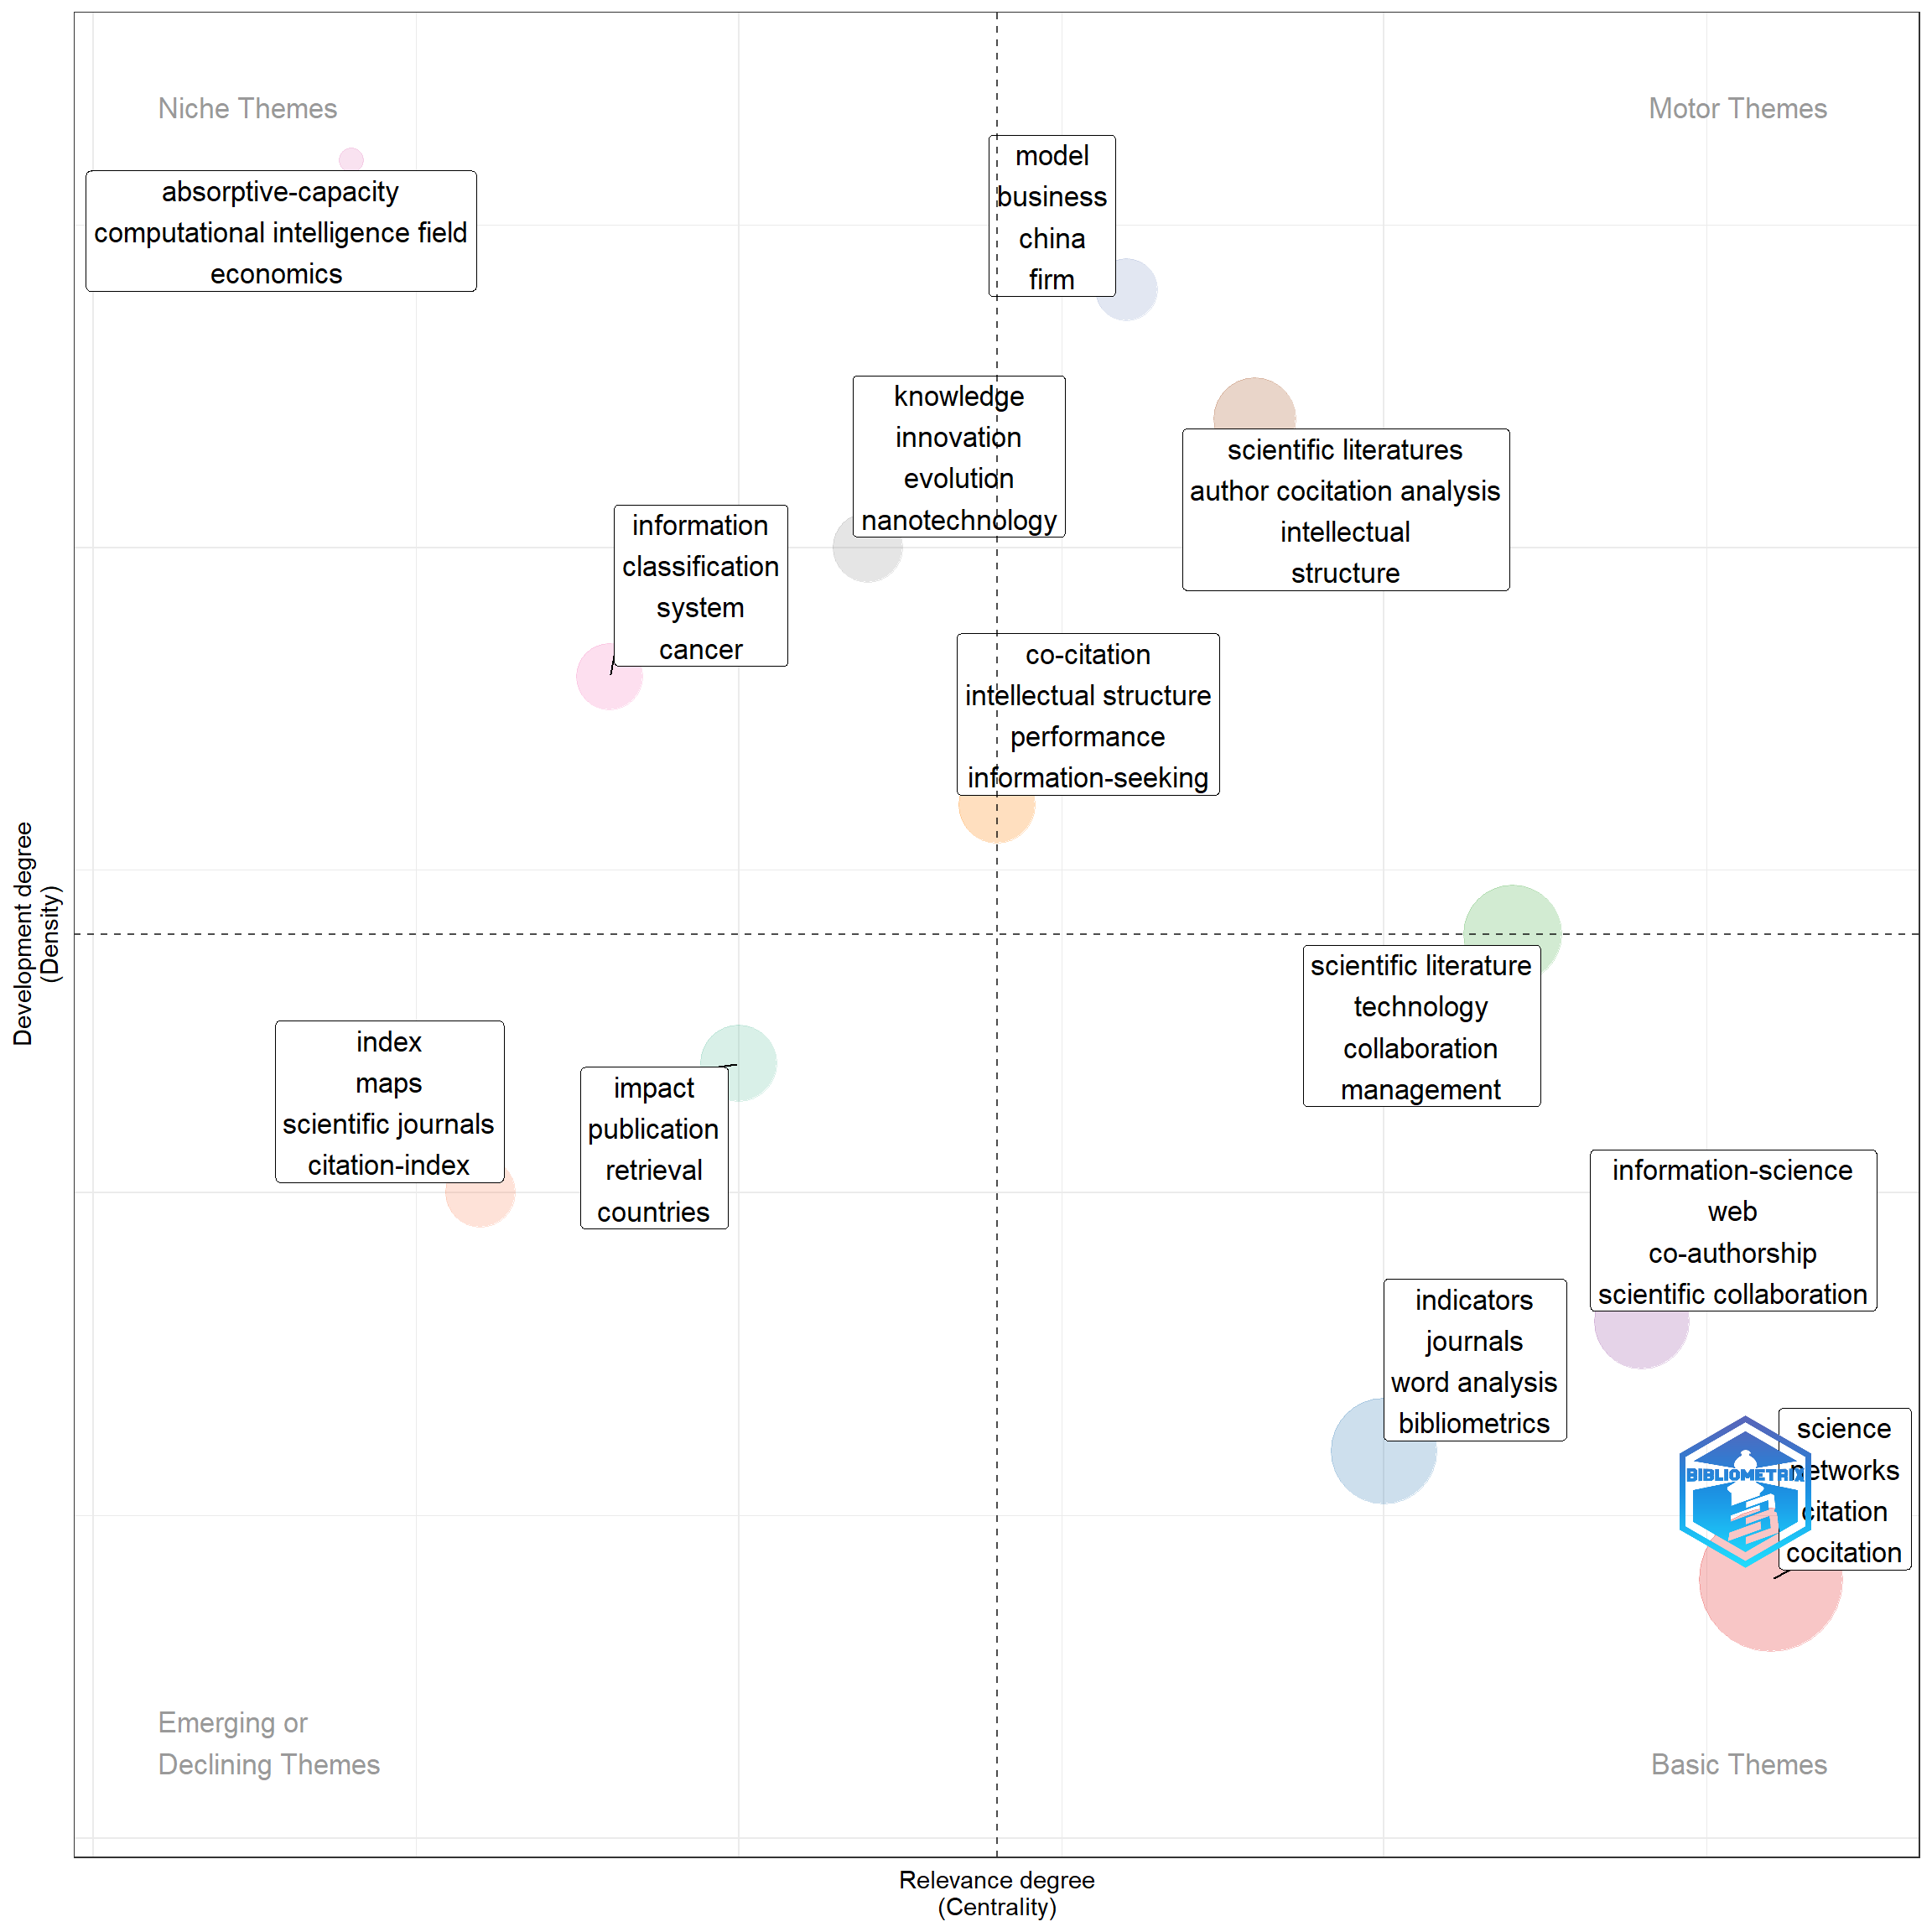 Niche Themes
Motor Themes
absorptive-capacity
computational intelligence field
economics
model
business
china
firm
knowledge
innovation
evolution
nanotechnology
scientific literatures
author cocitation analysis
intellectual
structure
information
classification
system
cancer
co-citation
intellectual structure
performance
information-seeking
Development degree
(Density)
scientific literature
technology
collaboration
management
index
maps
scientific journals
citation-index
impact
publication
retrieval
countries
information-science
web
co-authorship
scientific collaboration
indicators
journals
word analysis
bibliometrics
science
networks
citation
cocitation
BIBLIOMETRIX
Emerging or
Declining Themes
Basic Themes
Relevance degree
(Centrality)